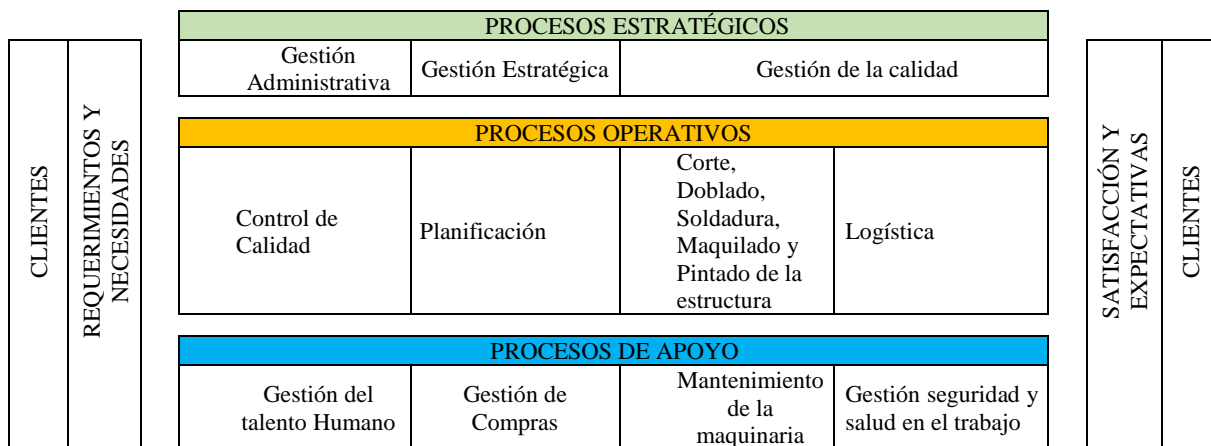 CLIENTES
REQUERIMIENTOS Y
NECESIDADES
PROCESOS ESTRATÉGICOS
Gestión
Administrativa
Gestión Estratégica
Gestión de la calidad
PROCESOS OPERATIVOS
Control de
Calidad
Planificación
Corte,
Doblado,
Soldadura,
Maquilado y
Pintado de la
estructura
Logística
PROCESOS DE APOYO
Gestión del
talento Humano
Gestión de
Compras
Mantenimiento
de la
maquinaria
Gestión seguridad y
salud en el trabajo
SATISFACCIÓN Y
EXPECTATIVAS
CLIENTES